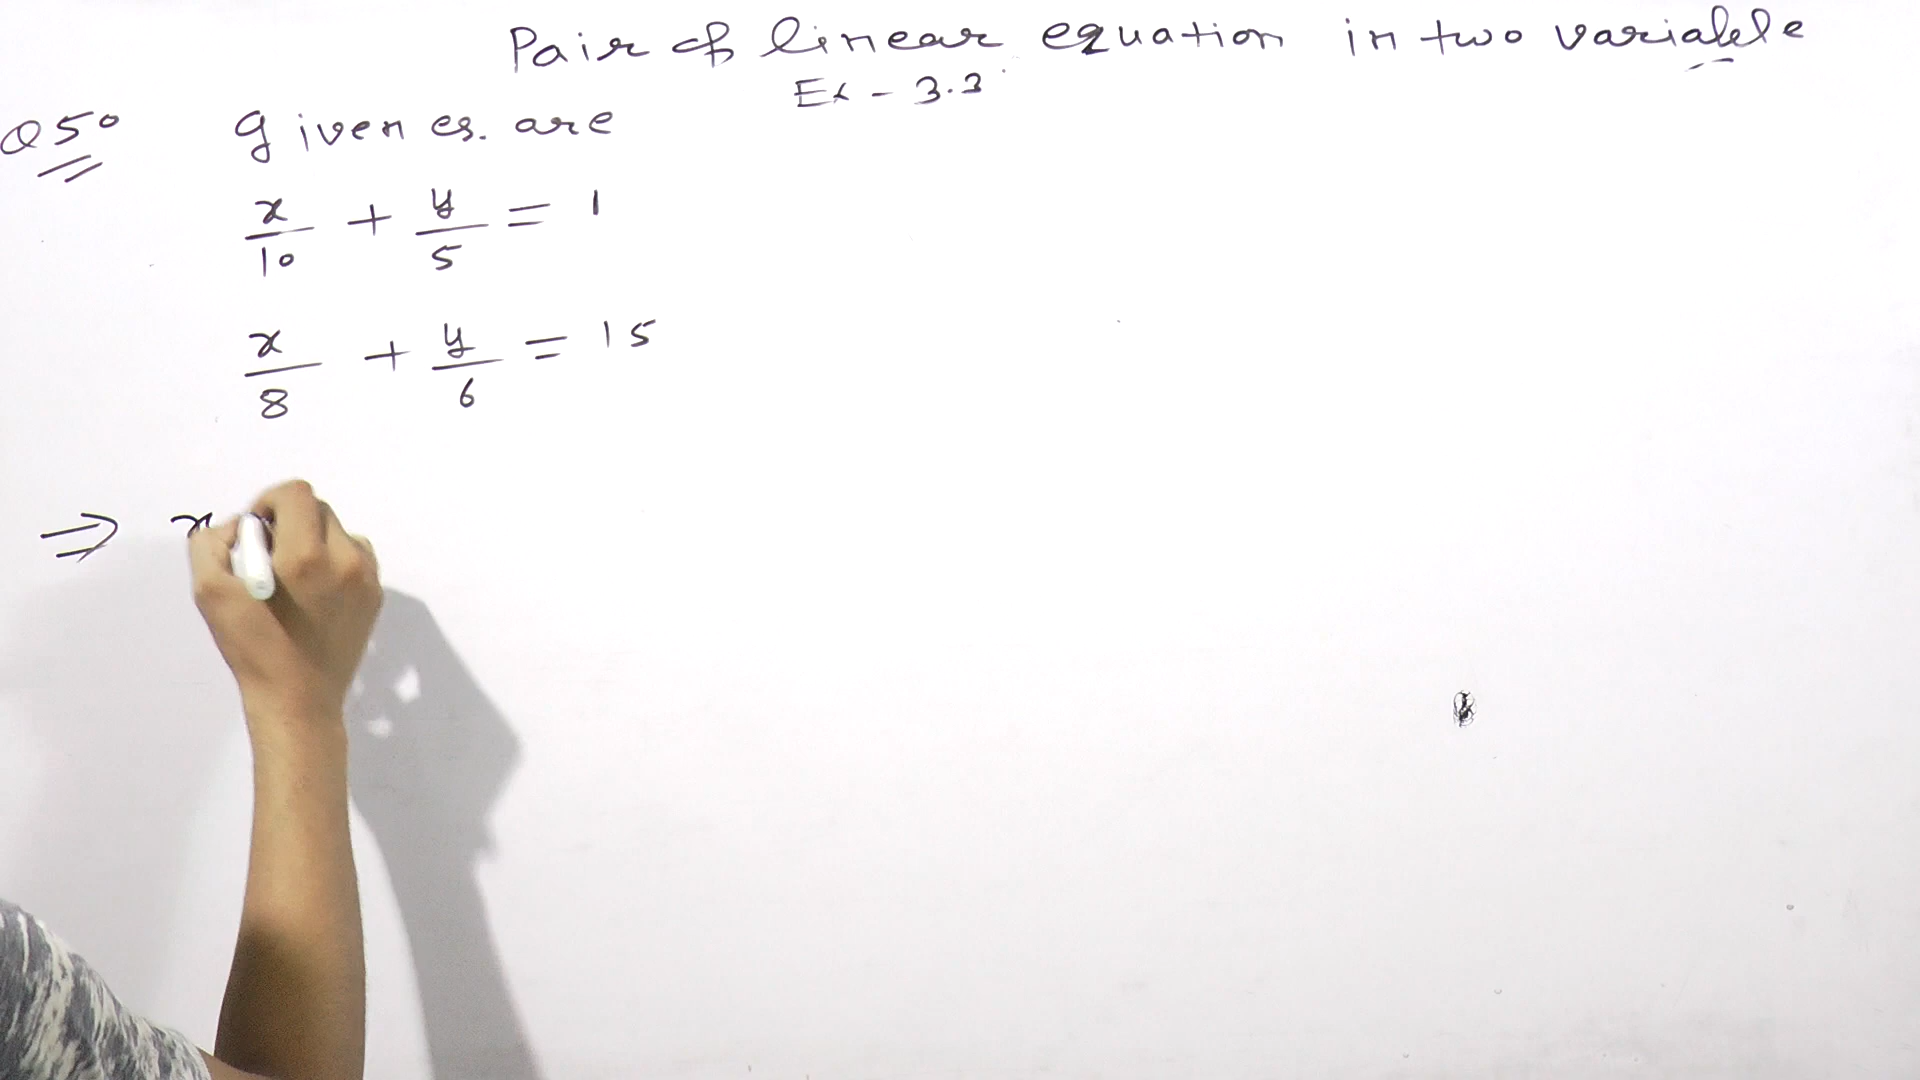 Pair of linear equation in two variable
Ex - 3.3
Q5° given es. are
x/10 + y/5 = 1
x/8 + y/6 = 15
⇒ x